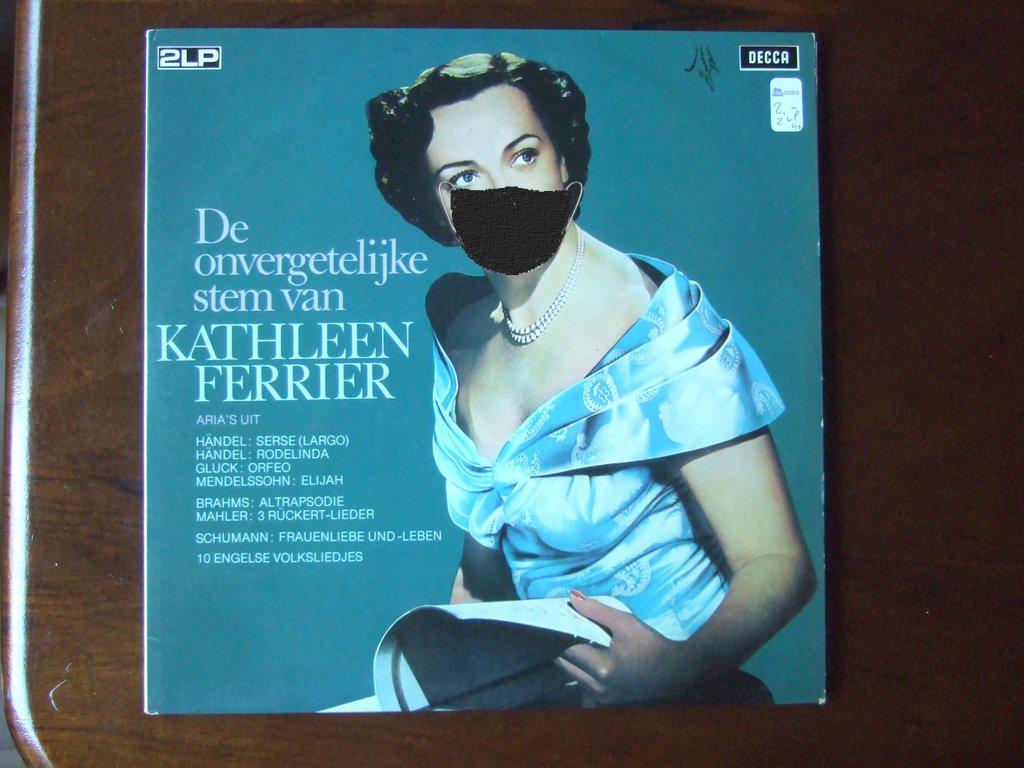 2LP
DECCA
GOED
De
onvergetelijke
stem van
KATHLEEN
FERRIER
ARIA'S UIT
HÄNDEL: SERSE (LARGO)
HÄNDEL: RODELINDA
GLUCK: ORFEO
MENDELSSOHN: ELIJAH
BRAHMS: ALTRAPSODIE
MAHLER: 3 RÜCKERT-LIEDER
SCHUMANN: FRAUENLIEBE UND -LEBEN
10 ENGELSE VOLKSLIEDJES